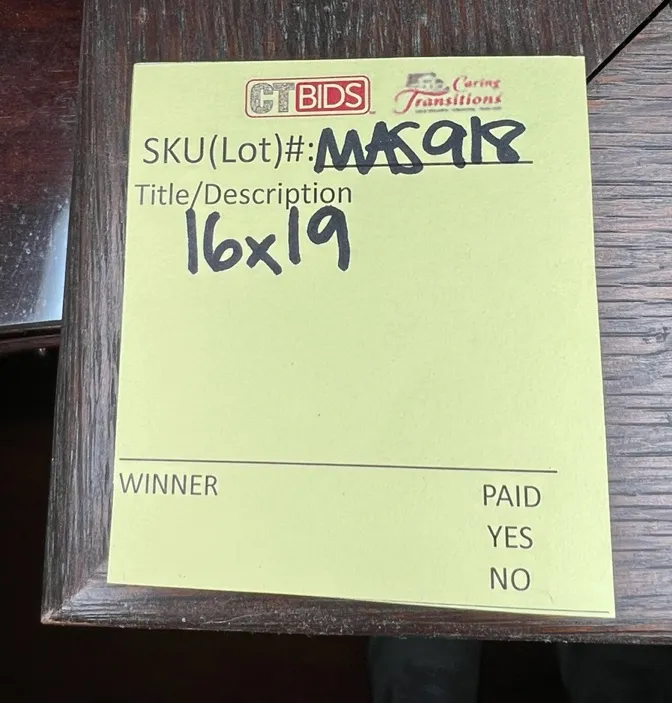 CTBIDS Caring
Transitions
SKU(Lot)#:MAS918
Title/Description
16x19
WINNER PAID
YES
NO